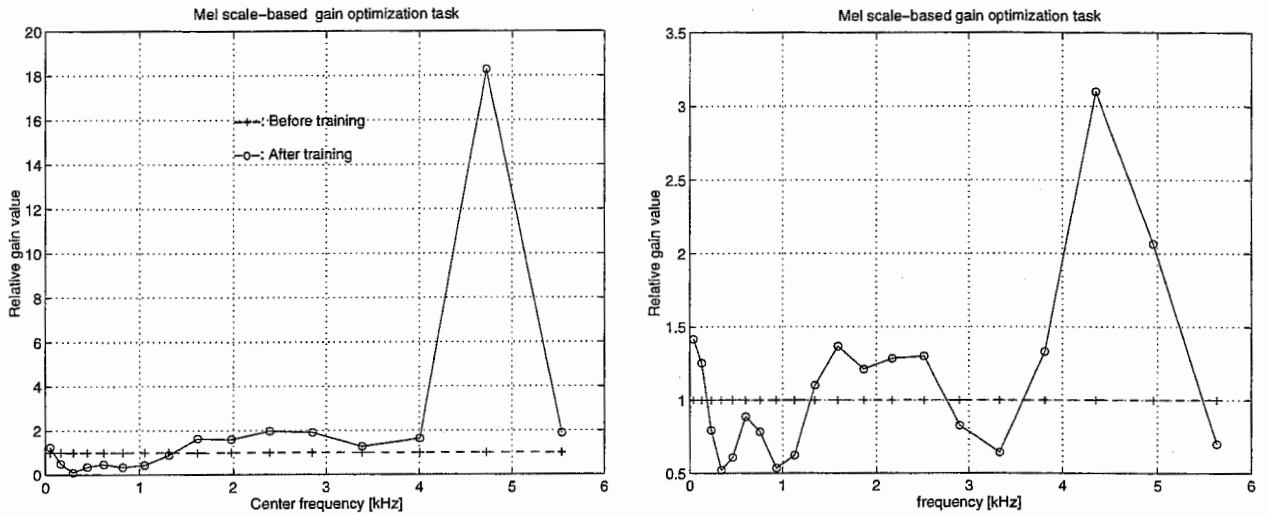 Mel scale-based gain optimization task
20
18
16
14
12
10
8
6
4
2
0
Relative gain value
-+-: Before training
-o-: After training
0 1 2 3 4 5 6
Center frequency [kHz]
Mel scale-based gain optimization task
3.5
3
2.5
2
1.5
1
0.5
Relative gain value
0 1 2 3 4 5 6
frequency [kHz]